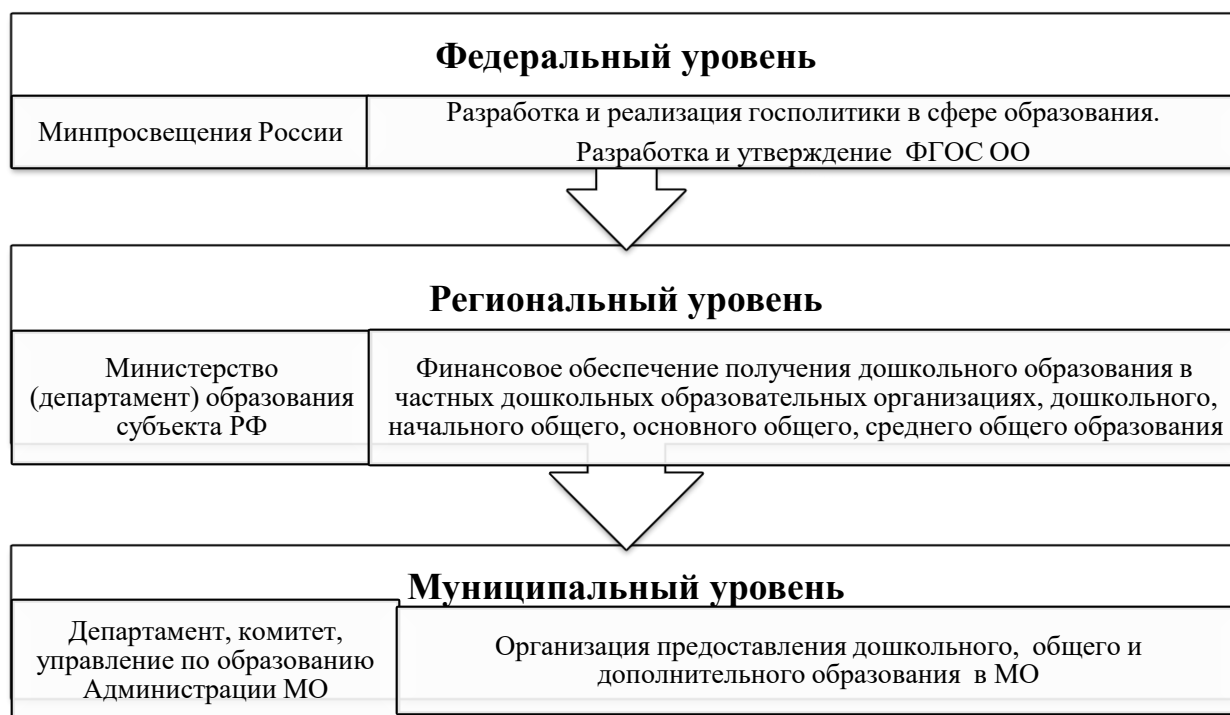 Федеральный уровень
Минпросвещения России
Разработка и реализация госполитики в сфере образования.
Разработка и утверждение ФГОС ОО
Региональный уровень
Министерство
(департамент) образования
субъекта РФ
Финансовое обеспечение получения дошкольного образования в
частных дошкольных образовательных организациях, дошкольного,
начального общего, основного общего, среднего общего образования
Муниципальный уровень
Департамент, комитет,
управление по образованию
Администрации МО
Организация предоставления дошкольного, общего и
дополнительного образования в МО